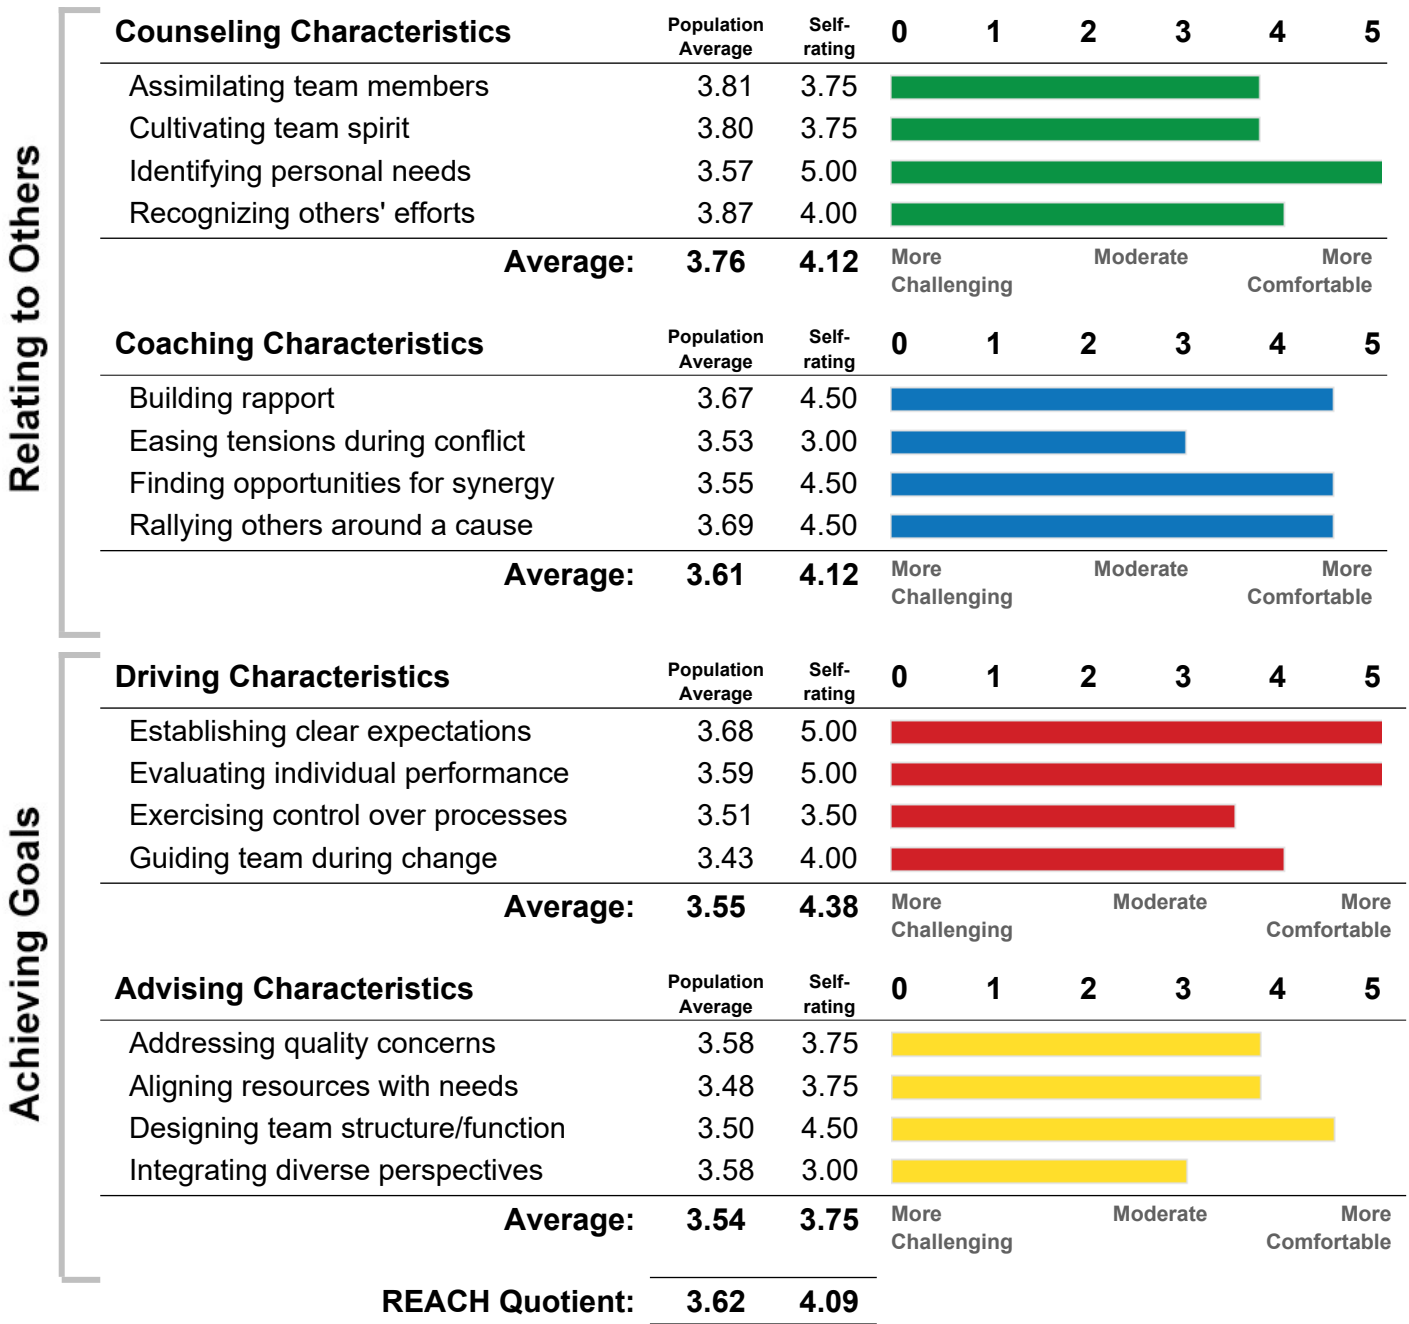 Relating to Others
Counseling Characteristics Population Average Self-rating 0 1 2 3 4 5
Assimilating team members 3.81 3.75
Cultivating team spirit 3.80 3.75
Identifying personal needs 3.57 5.00
Recognizing others' efforts 3.87 4.00
Average: 3.76 4.12 More Challenging Moderate More Comfortable
Coaching Characteristics Population Average Self-rating 0 1 2 3 4 5
Building rapport 3.67 4.50
Easing tensions during conflict 3.53 3.00
Finding opportunities for synergy 3.55 4.50
Rallying others around a cause 3.69 4.50
Average: 3.61 4.12 More Challenging Moderate More Comfortable
Achieving Goals
Driving Characteristics Population Average Self-rating 0 1 2 3 4 5
Establishing clear expectations 3.68 5.00
Evaluating individual performance 3.59 5.00
Exercising control over processes 3.51 3.50
Guiding team during change 3.43 4.00
Average: 3.55 4.38 More Challenging Moderate More Comfortable
Advising Characteristics Population Average Self-rating 0 1 2 3 4 5
Addressing quality concerns 3.58 3.75
Aligning resources with needs 3.48 3.75
Designing team structure/function 3.50 4.50
Integrating diverse perspectives 3.58 3.00
Average: 3.54 3.75 More Challenging Moderate More Comfortable
REACH Quotient: 3.62 4.09